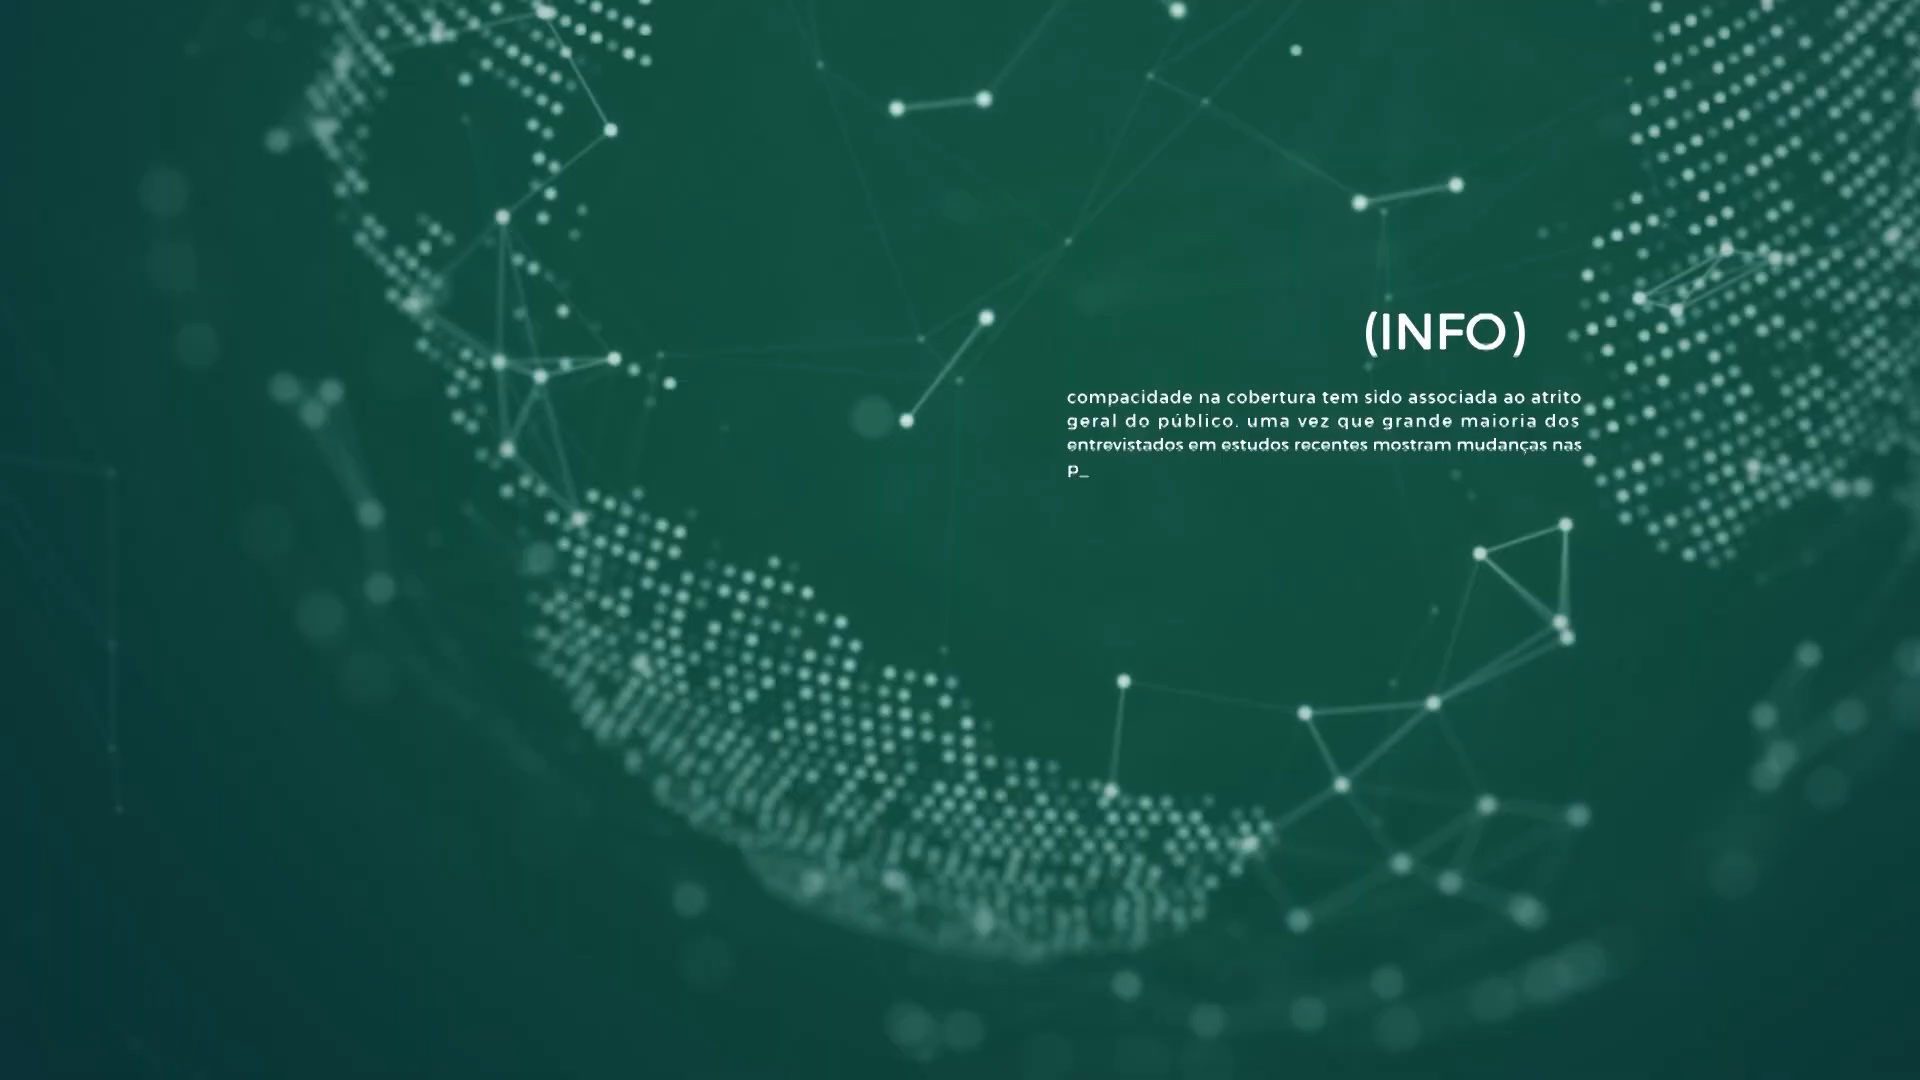 (INFO)
compacidade na cobertura tem sido associada ao atrito
geral do público. uma vez que grande maioria dos
entrevistados em estudos recentes mostram mudanças nas
p_